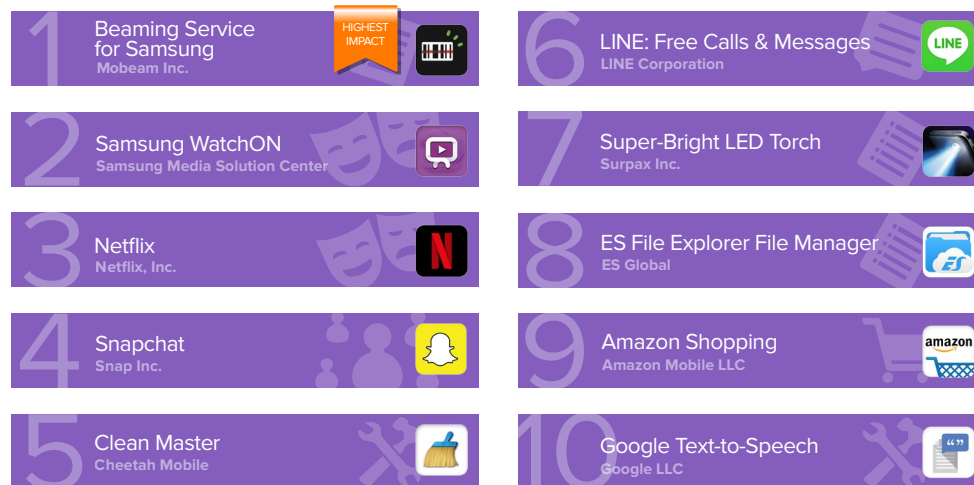 1
Beaming Service
for Samsung
Mobeam Inc.
HIGHEST
IMPACT
2
Samsung WatchON
Samsung Media Solution Center
3
Netflix
Netflix, Inc.
N
4
Snapchat
Snap Inc.
5
Clean Master
Cheetah Mobile
6
LINE: Free Calls & Messages
LINE Corporation
LINE
7
Super-Bright LED Torch
Surpax Inc.
8
ES File Explorer File Manager
ES Global
ES
9
Amazon Shopping
Amazon Mobile LLC
amazon
10
Google Text-to-Speech
Google LLC
“ ”